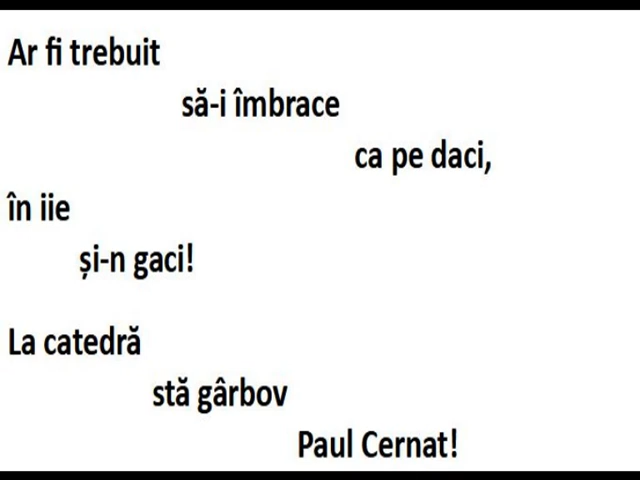 Ar fi trebuit
să-i îmbrace
ca pe daci,
în iie
și-n gaci!
La catedră
stă gârbov
Paul Cernat!